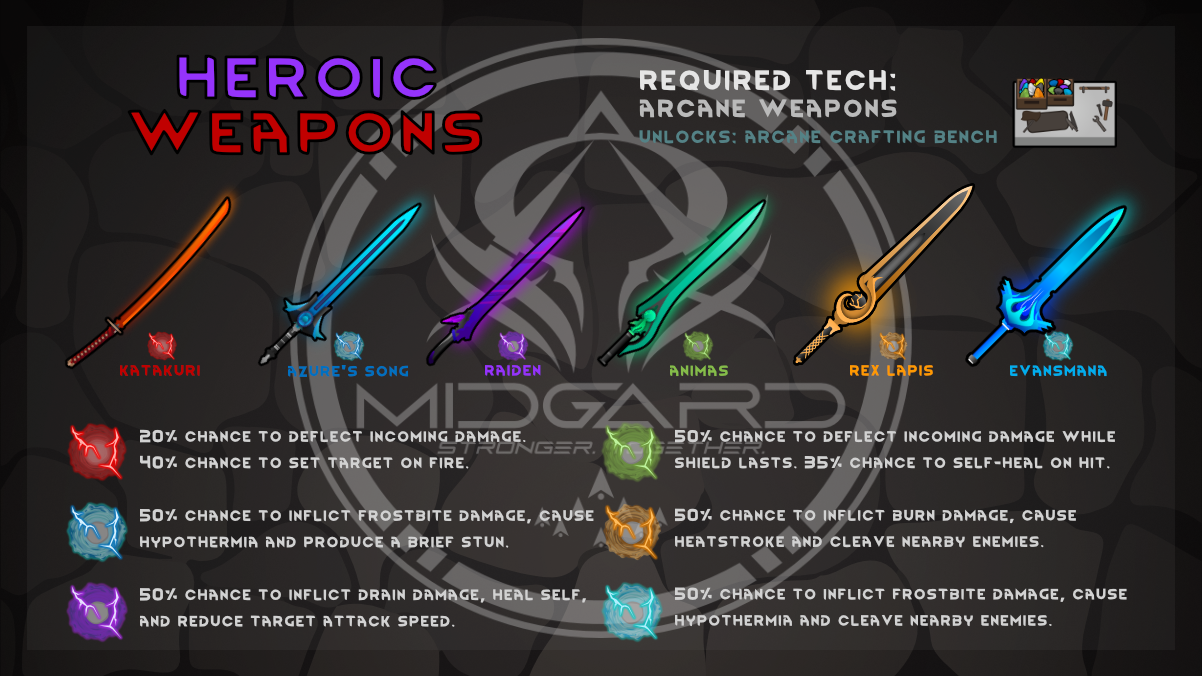 HEROIC
WEAPONS
REQUIRED TECH:
ARCANE WEAPONS
UNLOCKS: ARCANE CRAFTING BENCH
KATAKURI
AZURE'S SONG
RAIDEN
ANIMAS
REX LAPIS
EVANSMANA
MIDGARD
STRONGER. TOGETHER.
20% CHANCE TO DEFLECT INCOMING DAMAGE.
40% CHANCE TO SET TARGET ON FIRE.
50% CHANCE TO INFLICT FROSTBITE DAMAGE, CAUSE
HYPOTHERMIA AND PRODUCE A BRIEF STUN.
50% CHANCE TO INFLICT DRAIN DAMAGE, HEAL SELF,
AND REDUCE TARGET ATTACK SPEED.
50% CHANCE TO DEFLECT INCOMING DAMAGE WHILE
SHIELD LASTS. 35% CHANCE TO SELF-HEAL ON HIT.
50% CHANCE TO INFLICT BURN DAMAGE, CAUSE
HEATSTROKE AND CLEAVE NEARBY ENEMIES.
50% CHANCE TO INFLICT FROSTBITE DAMAGE, CAUSE
HYPOTHERMIA AND CLEAVE NEARBY ENEMIES.